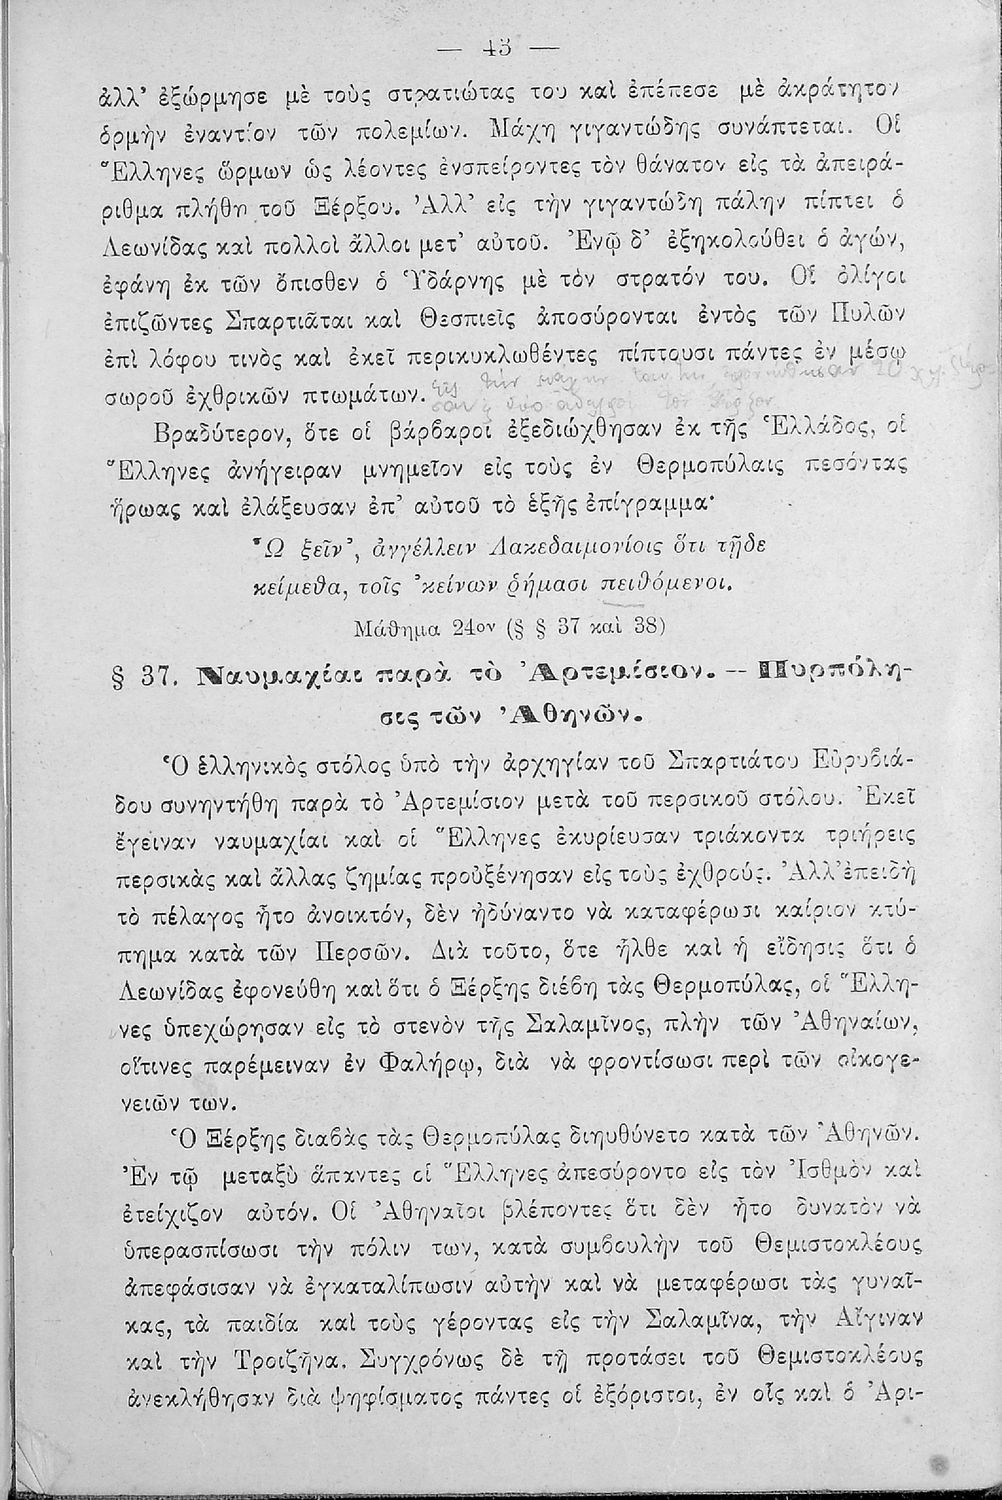 — 43 —
ἀλλ’ ἐξώρμησε μὲ τοὺς στρατιώτας του καὶ ἐπέπεσε μὲ ἀκράτητον
ὁρμὴν ἐναντίον τῶν πολεμίων. Μάχη γιγαντώδης συνάπτεται. Οἱ
Ἕλληνες ὥρμων ὡς λέοντες ἐνσπείροντες τὸν θάνατον εἰς τὰ ἀπειρά-
ριθμα πλήθη τοῦ Ξέρξου. Ἀλλ’ εἰς τὴν γιγαντώδη πάλην πίπτει ὁ
Λεωνίδας καὶ πολλοὶ ἄλλοι μετ’ αὐτοῦ. Ἐνῷ δ’ ἐξηκολούθει ὁ ἀγών,
ἐφάνη ἐκ τῶν ὄπισθεν ὁ Ὑδάρνης μὲ τὸν στρατόν του. Οἱ ὀλίγοι
ἐπιζῶντες Σπαρτιᾶται καὶ Θεσπιεῖς ἀποσύρονται ἐντὸς τῶν Πυλῶν
ἐπὶ λόφου τινὸς καὶ ἐκεῖ περικυκλωθέντες πίπτουσι πάντες ἐν μέσῳ
σωροῦ ἐχθρικῶν πτωμάτων.
Βραδύτερον, ὅτε οἱ βάρβαροι ἐξεδιώχθησαν ἐκ τῆς Ἑλλάδος, οἱ
Ἕλληνες ἀνήγειραν μνημεῖον εἰς τοὺς ἐν Θερμοπύλαις πεσόντας
ἥρωας καὶ ἐλάξευσαν ἐπ’ αὐτοῦ τὸ ἑξῆς ἐπίγραμμα·
Ὦ ξεῖν’, ἀγγέλλειν Λακεδαιμονίοις ὅτι τῇδε
κείμεθα, τοῖς ’κείνων ῥήμασι πειθόμενοι.
Μάθημα 24ον (§ § 37 καὶ 38)
§ 37. Ναυμαχίαι παρὰ τὸ Ἀρτεμίσιον. — Πυρπόλη-
σις τῶν Ἀθηνῶν.
Ὁ ἑλληνικὸς στόλος ὑπὸ τὴν ἀρχηγίαν τοῦ Σπαρτιάτου Εὐρυβιά-
δου συνηντήθη παρὰ τὸ Ἀρτεμίσιον μετὰ τοῦ περσικοῦ στόλου. Ἐκεῖ
ἔγειναν ναυμαχίαι καὶ οἱ Ἕλληνες ἐκυρίευσαν τριάκοντα τριήρεις
περσικὰς καὶ ἄλλας ζημίας προὐξένησαν εἰς τοὺς ἐχθρούς. Ἀλλ’ ἐπειδὴ
τὸ πέλαγος ἦτο ἀνοικτόν, δὲν ἠδύναντο νὰ καταφέρωσι καίριον κτύ-
πημα κατὰ τῶν Περσῶν. Διὰ τοῦτο, ὅτε ἦλθε καὶ ἡ εἴδησις ὅτι ὁ
Λεωνίδας ἐφονεύθη καὶ ὅτι ὁ Ξέρξης διέβη τὰς Θερμοπύλας, οἱ Ἕλλη-
νες ὑπεχώρησαν εἰς τὸ στενὸν τῆς Σαλαμῖνος, πλὴν τῶν Ἀθηναίων,
οἵτινες παρέμειναν ἐν Φαλήρῳ, διὰ νὰ φροντίσωσι περὶ τῶν οἰκογε-
νειῶν των.
Ὁ Ξέρξης διαβὰς τὰς Θερμοπύλας διηυθύνετο κατὰ τῶν Ἀθηνῶν.
Ἐν τῷ μεταξὺ ἅπαντες οἱ Ἕλληνες ἀπεσύροντο εἰς τὸν Ἰσθμὸν καὶ
ἐτείχιζον αὐτόν. Οἱ Ἀθηναῖοι βλέποντες ὅτι δὲν ἦτο δυνατὸν νὰ
ὑπερασπίσωσι τὴν πόλιν των, κατὰ συμβουλὴν τοῦ Θεμιστοκλέους
ἀπεφάσισαν νὰ ἐγκαταλίπωσιν αὐτὴν καὶ νὰ μεταφέρωσι τὰς γυναῖ-
κας, τὰ παιδία καὶ τοὺς γέροντας εἰς τὴν Σαλαμῖνα, τὴν Αἴγιναν
καὶ τὴν Τροιζῆνα. Συγχρόνως δὲ τῇ προτάσει τοῦ Θεμιστοκλέους
ἀνεκλήθησαν διὰ ψηφίσματος πάντες οἱ ἐξόριστοι, ἐν οἷς καὶ ὁ Ἀρι-